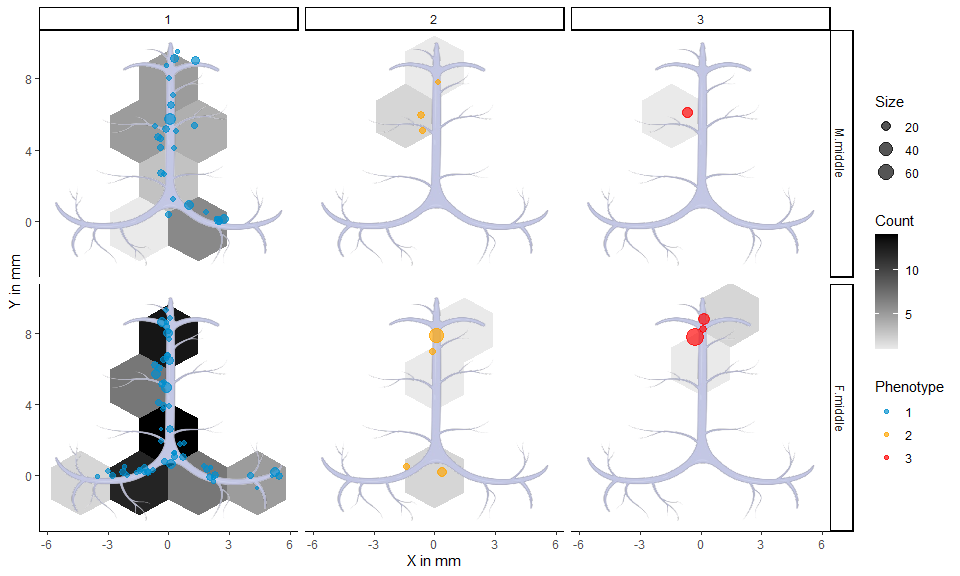 1 2 3
8
4
0
M.middle
8
4
0
F.middle
Y in mm
-6 -3 0 3 6 -6 -3 0 3 6 -6 -3 0 3 6
X in mm
Size
20
40
60
Count
10
5
Phenotype
1
2
3